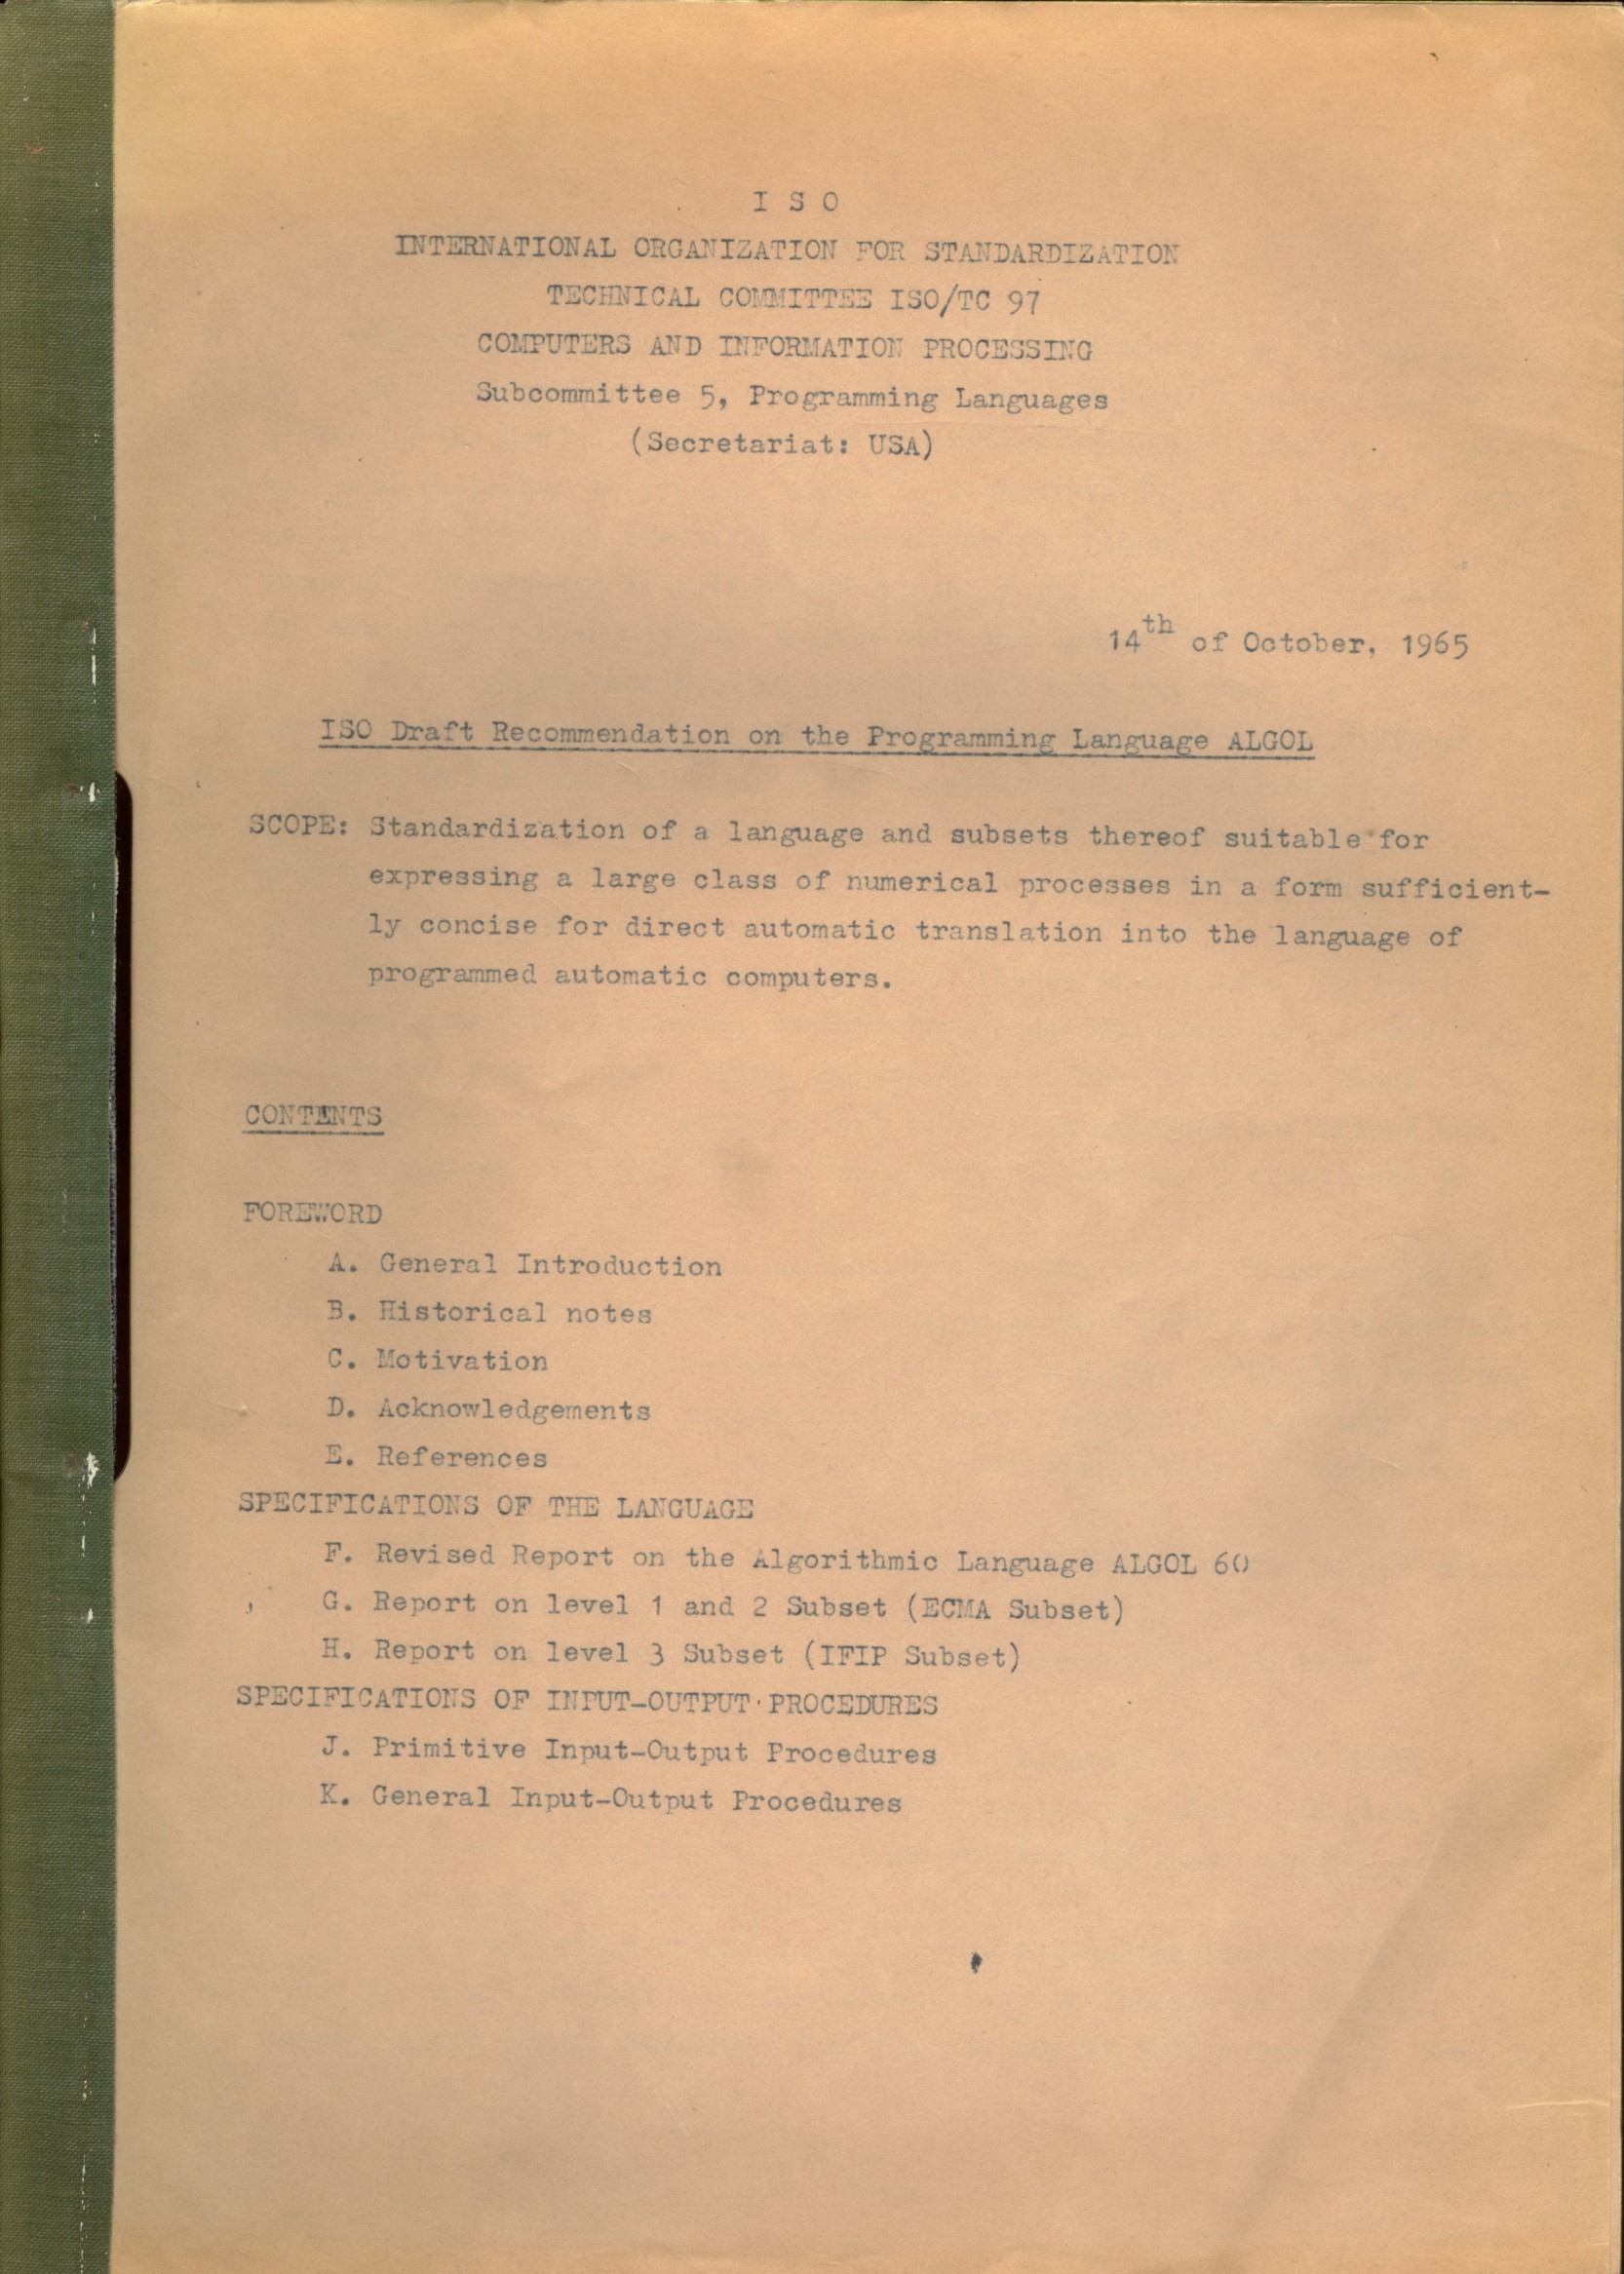 I S O
INTERNATIONAL ORGANIZATION FOR STANDARDIZATION
TECHNICAL COMMITTEE ISO/TC 97
COMPUTERS AND INFORMATION PROCESSING
Subcommittee 5, Programming Languages
(Secretariat: USA)
14th of October, 1965
ISO Draft Recommendation on the Programming Language ALGOL
SCOPE: Standardization of a language and subsets thereof suitable for
expressing a large class of numerical processes in a form sufficient-
ly concise for direct automatic translation into the language of
programmed automatic computers.
CONTENTS
FOREWORD
A. General Introduction
B. Historical notes
C. Motivation
D. Acknowledgements
E. References
SPECIFICATIONS OF THE LANGUAGE
F. Revised Report on the Algorithmic Language ALGOL 60
G. Report on level 1 and 2 Subset (ECMA Subset)
H. Report on level 3 Subset (IFIP Subset)
SPECIFICATIONS OF INPUT-OUTPUT PROCEDURES
J. Primitive Input-Output Procedures
K. General Input-Output Procedures